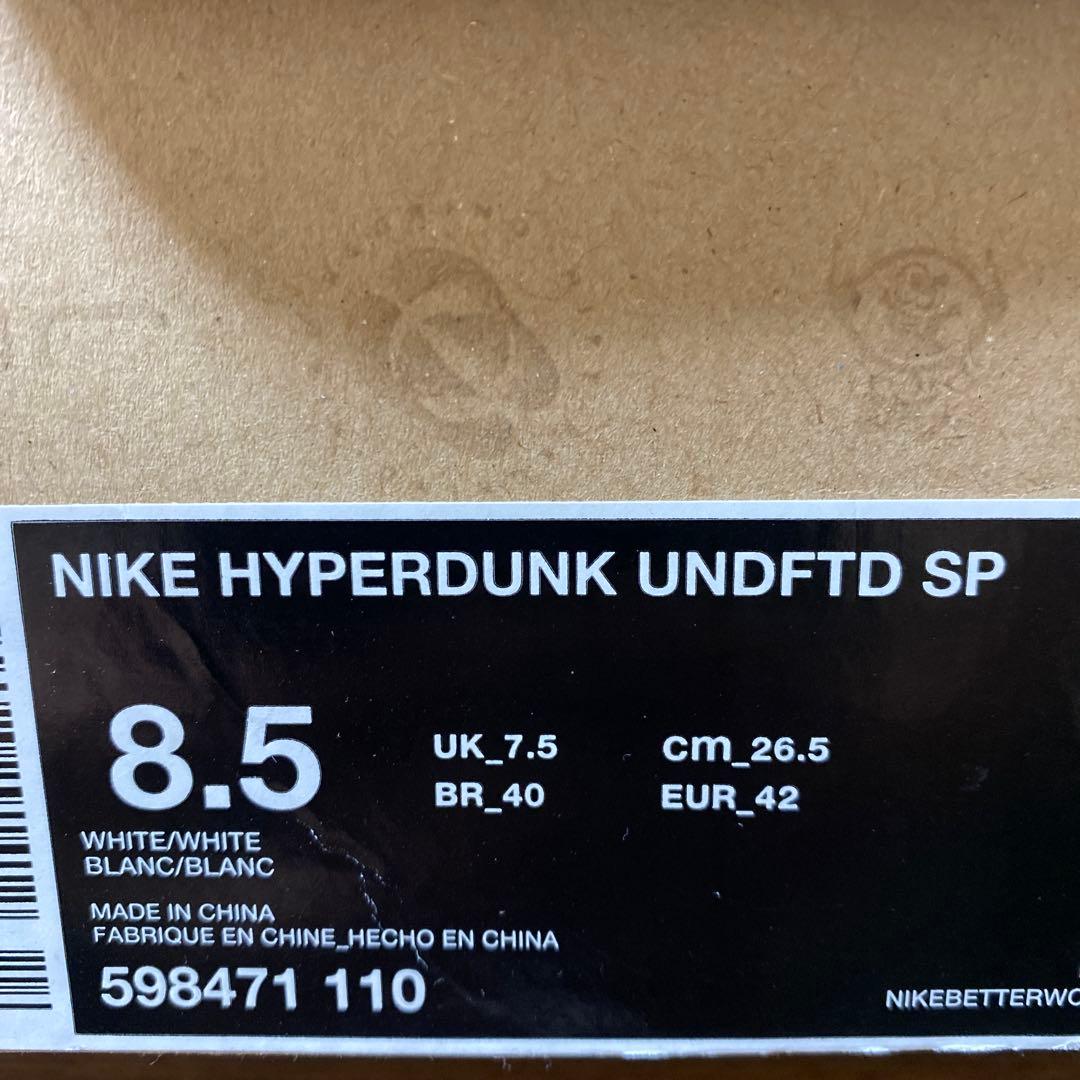 NIKE HYPERDUNK UNDFTD SP
8.5
UK_7.5 cm_26.5
BR_40 EUR_42
WHITE/WHITE
BLANC/BLANC
MADE IN CHINA
FABRIQUE EN CHINE_HECHO EN CHINA
598471 110
NIKEBETTERWO